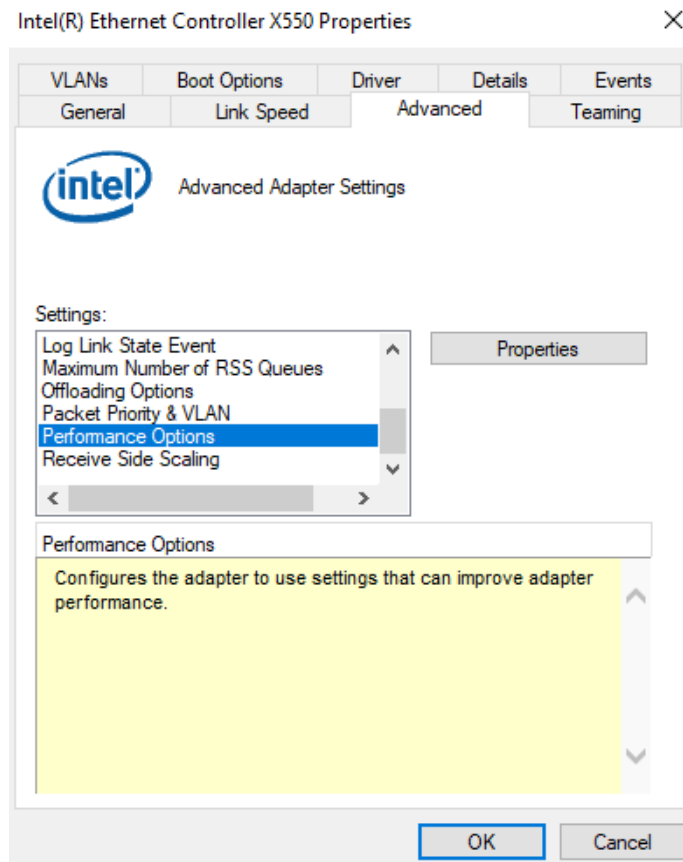 Intel(R) Ethernet Controller X550 Properties
VLANs Boot Options Driver Details Events
General Link Speed Advanced Teaming
intel
Advanced Adapter Settings
Settings:
Log Link State Event
Maximum Number of RSS Queues
Offloading Options
Packet Priority & VLAN
Performance Options
Receive Side Scaling
Properties
Performance Options
Configures the adapter to use settings that can improve adapter
performance.
OK Cancel